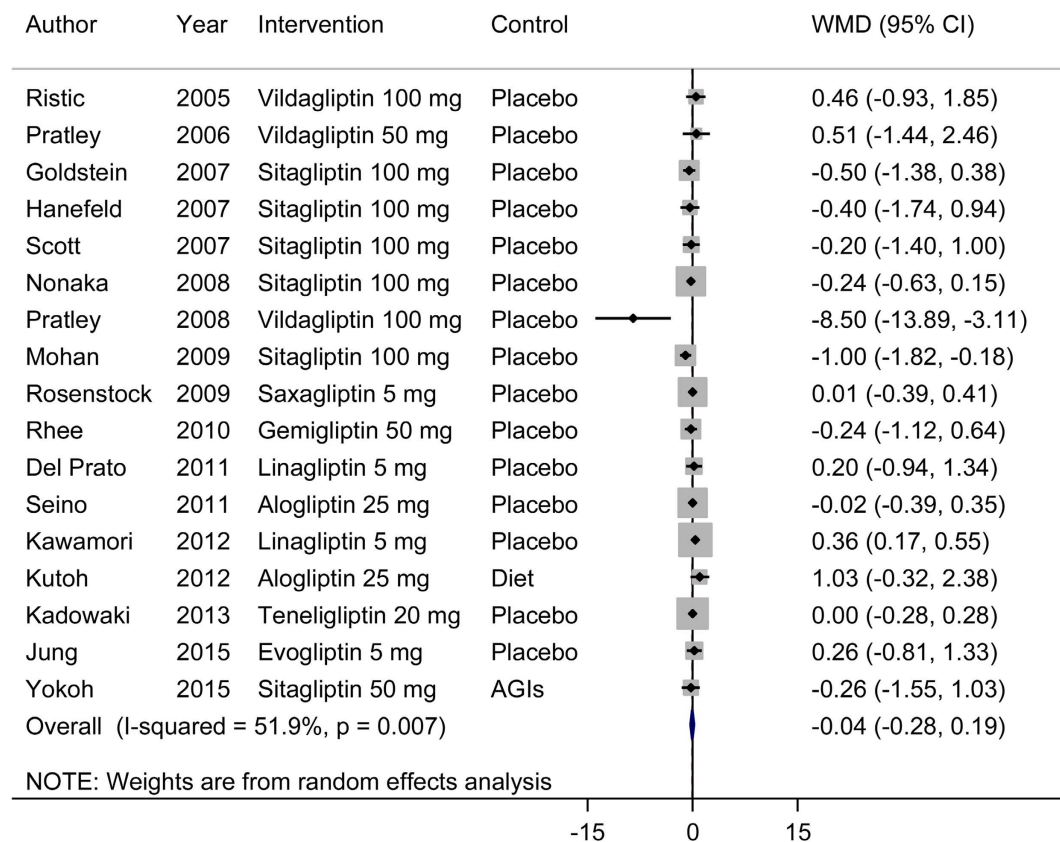 Author Year Intervention Control WMD (95% CI)
Ristic 2005 Vildagliptin 100 mg Placebo 0.46 (-0.93, 1.85)
Pratley 2006 Vildagliptin 50 mg Placebo 0.51 (-1.44, 2.46)
Goldstein 2007 Sitagliptin 100 mg Placebo -0.50 (-1.38, 0.38)
Hanefeld 2007 Sitagliptin 100 mg Placebo -0.40 (-1.74, 0.94)
Scott 2007 Sitagliptin 100 mg Placebo -0.20 (-1.40, 1.00)
Nonaka 2008 Sitagliptin 100 mg Placebo -0.24 (-0.63, 0.15)
Pratley 2008 Vildagliptin 100 mg Placebo -8.50 (-13.89, -3.11)
Mohan 2009 Sitagliptin 100 mg Placebo -1.00 (-1.82, -0.18)
Rosenstock 2009 Saxagliptin 5 mg Placebo 0.01 (-0.39, 0.41)
Rhee 2010 Gemigliptin 50 mg Placebo -0.24 (-1.12, 0.64)
Del Prato 2011 Linagliptin 5 mg Placebo 0.20 (-0.94, 1.34)
Seino 2011 Alogliptin 25 mg Placebo -0.02 (-0.39, 0.35)
Kawamori 2012 Linagliptin 5 mg Placebo 0.36 (0.17, 0.55)
Kutoh 2012 Alogliptin 25 mg Diet 1.03 (-0.32, 2.38)
Kadowaki 2013 Teneligliptin 20 mg Placebo 0.00 (-0.28, 0.28)
Jung 2015 Evogliptin 5 mg Placebo 0.26 (-0.81, 1.33)
Yokoh 2015 Sitagliptin 50 mg AGIs -0.26 (-1.55, 1.03)
Overall (I-squared = 51.9%, p = 0.007) -0.04 (-0.28, 0.19)
NOTE: Weights are from random effects analysis
-15 0 15